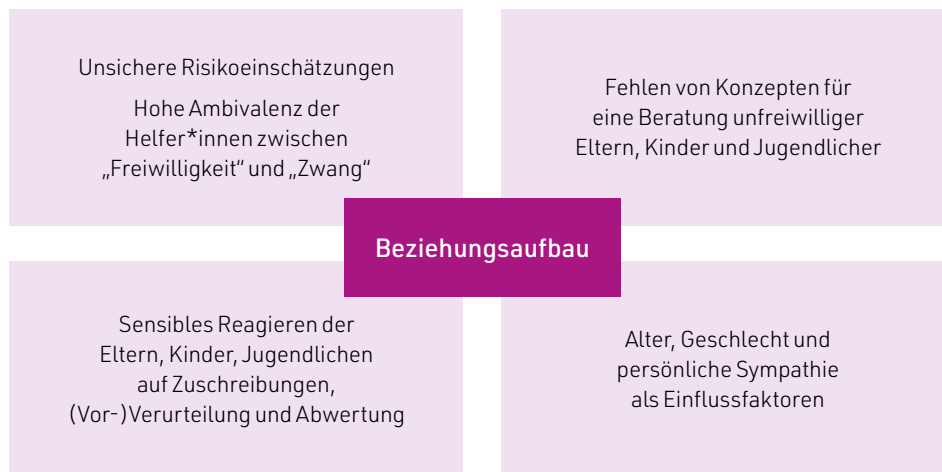 Unsichere Risikoeinschätzungen
Hohe Ambivalenz der
Helfer*innen zwischen
„Freiwilligkeit“ und „Zwang“
Fehlen von Konzepten für
eine Beratung unfreiwilliger
Eltern, Kinder und Jugendlicher
Beziehungsaufbau
Sensibles Reagieren der
Eltern, Kinder, Jugendlichen
auf Zuschreibungen,
(Vor-)Verurteilung und Abwertung
Alter, Geschlecht und
persönliche Sympathie
als Einflussfaktoren